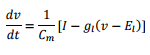 dv/dt = 1/C_m [I - g_l(v - E_l)]